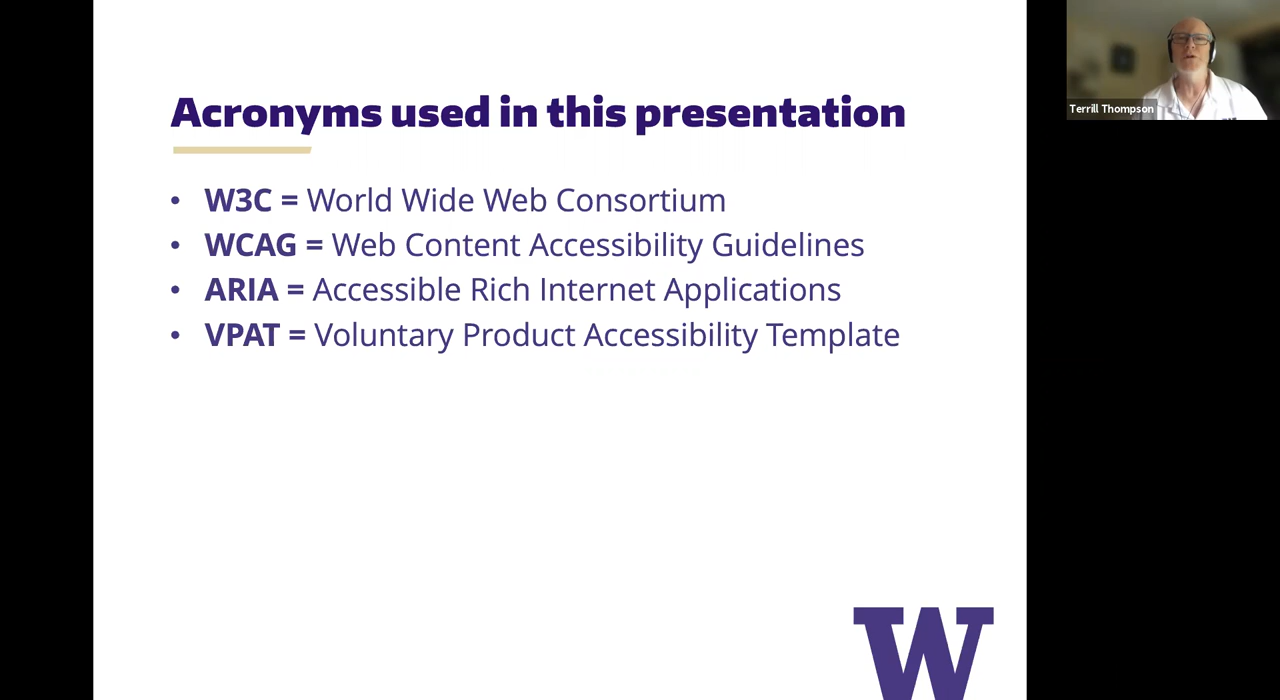 Acronyms used in this presentation
• W3C = World Wide Web Consortium
• WCAG = Web Content Accessibility Guidelines
• ARIA = Accessible Rich Internet Applications
• VPAT = Voluntary Product Accessibility Template
W
Terrill Thompson